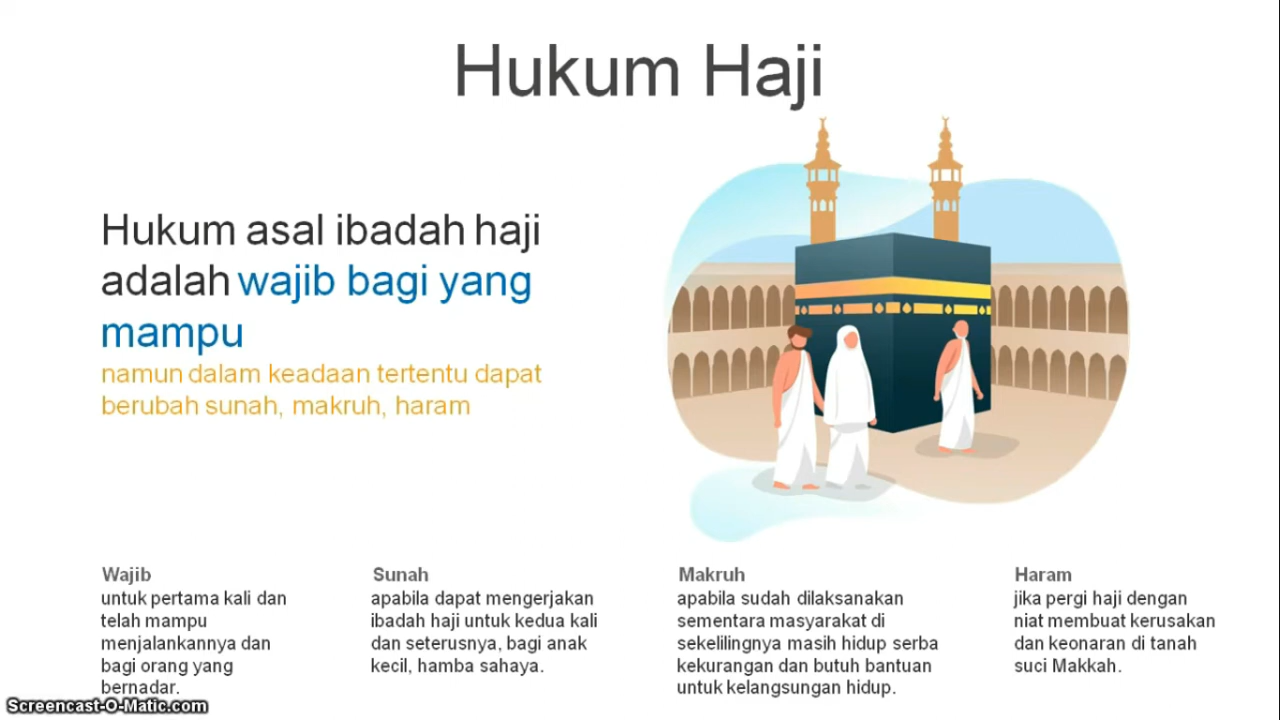 Hukum Haji
Hukum asal ibadah haji
adalah wajib bagi yang
mampu
namun dalam keadaan tertentu dapat
berubah sunah, makruh, haram
Wajib
untuk pertama kali dan
telah mampu
menjalankannya dan
bagi orang yang
bernadar.
Sunah
apabila dapat mengerjakan
ibadah haji untuk kedua kali
dan seterusnya, bagi anak
kecil, hamba sahaya.
Makruh
apabila sudah dilaksanakan
sementara masyarakat di
sekelilingnya masih hidup serba
kekurangan dan butuh bantuan
untuk kelangsungan hidup.
Haram
jika pergi haji dengan
niat membuat kerusakan
dan keonaran di tanah
suci Makkah.
Screencast-O-Matic.com